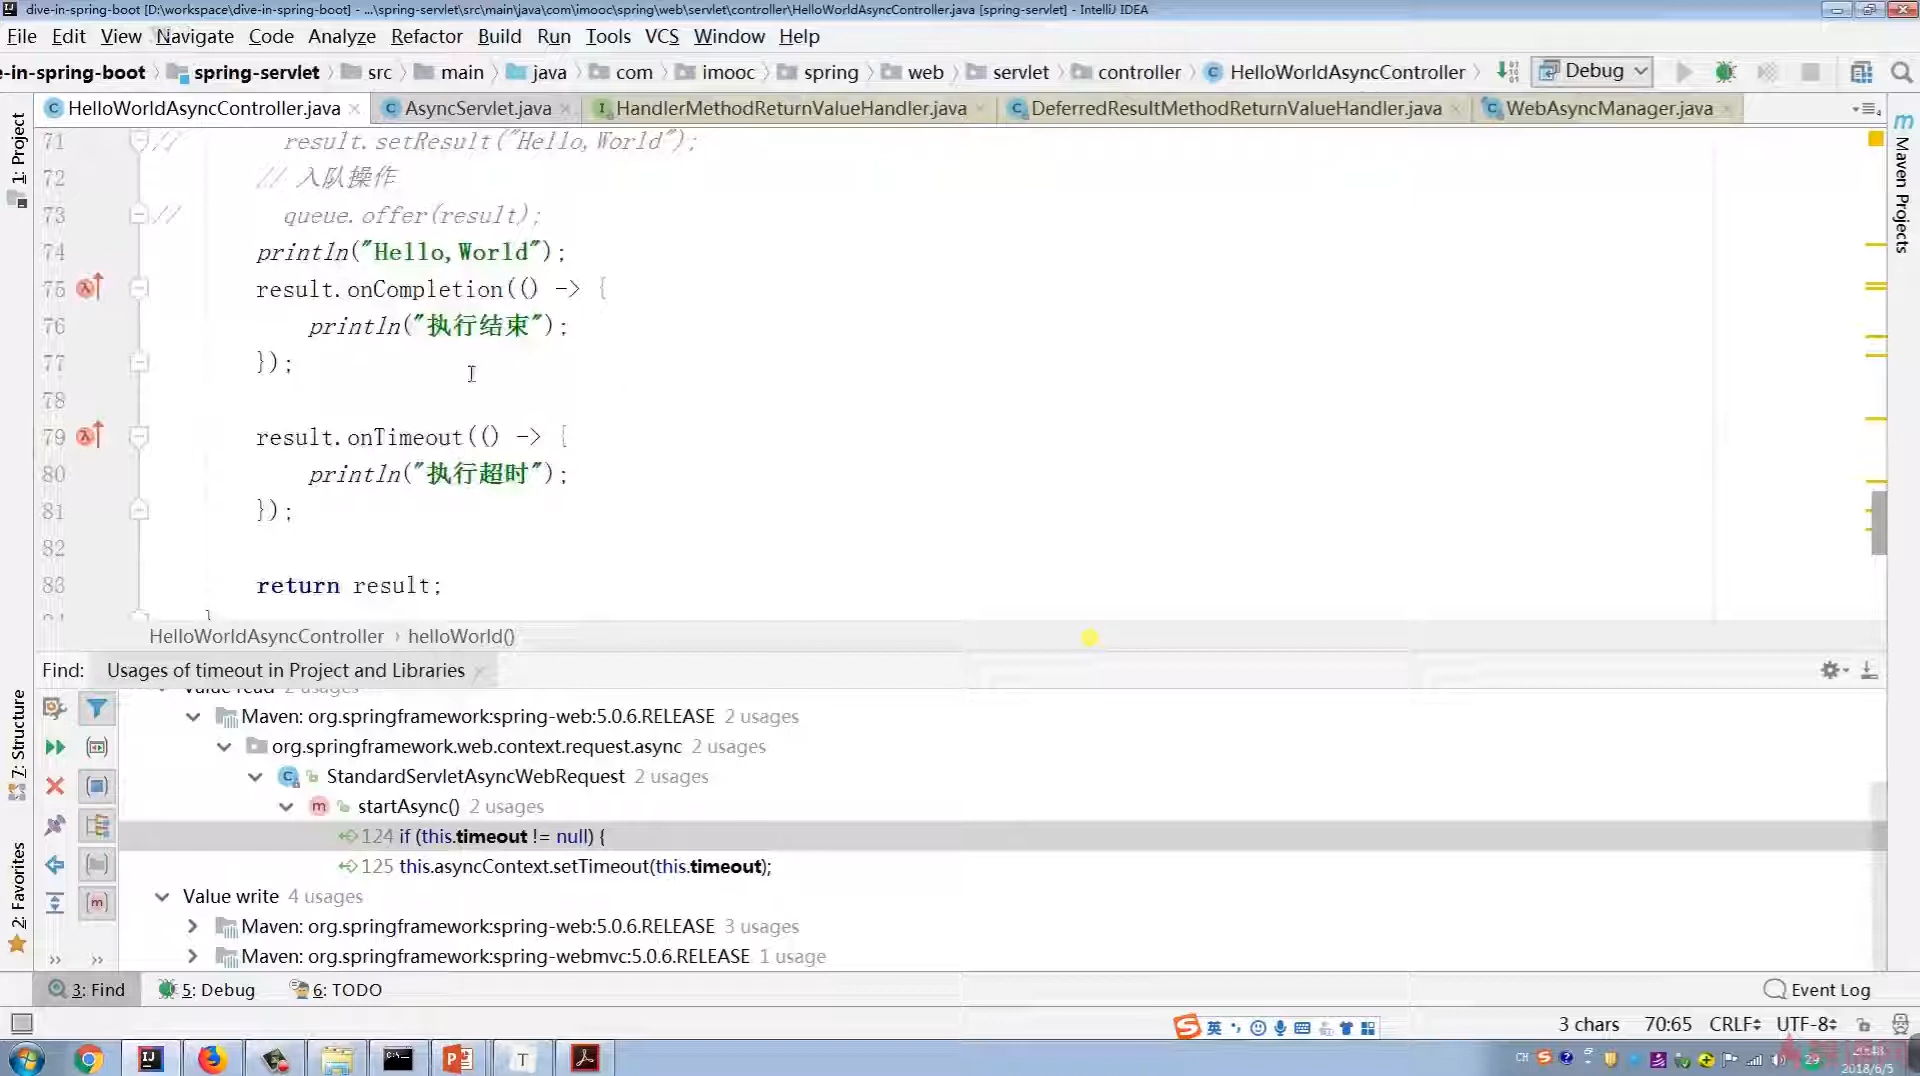 dive-in-spring-boot [D:\workspace\dive-in-spring-boot] - ...\spring-servlet\src\main\java\com\imooc\spring\web\servlet\controller\HelloWorldAsyncController.java [spring-servlet] - IntelliJ IDEA
File Edit View Navigate Code Analyze Refactor Build Run Tools VCS Window Help
e-in-spring-boot spring-servlet src main java com imooc spring web servlet controller HelloWorldAsyncController Debug
HelloWorldAsyncController.java AsyncServlet.java HandlerMethodReturnValueHandler.java DeferredResultMethodReturnValueHandler.java WebAsyncManager.java
1: Project
Maven Projects
71 // result.setResult("Hello,World");
72 // 入队操作
73 // queue.offer(result);
74 println("Hello,World");
75 result.onCompletion(() -> {
76 println("执行结束");
77 });
78
79 result.onTimeout(() -> {
80 println("执行超时");
81 });
82
83 return result;
HelloWorldAsyncController › helloWorld()
Find: Usages of timeout in Project and Libraries
Value read 2 usages
Maven: org.springframework:spring-web:5.0.6.RELEASE 2 usages
org.springframework.web.context.request.async 2 usages
StandardServletAsyncWebRequest 2 usages
startAsync() 2 usages
124 if (this.timeout != null) {
125 this.asyncContext.setTimeout(this.timeout);
Value write 4 usages
Maven: org.springframework:spring-web:5.0.6.RELEASE 3 usages
Maven: org.springframework:spring-webmvc:5.0.6.RELEASE 1 usage
7: Structure
2: Favorites
3: Find 5: Debug 6: TODO Event Log
英
3 chars 70:65 CRLF UTF-8
CH 29
2018/6/5